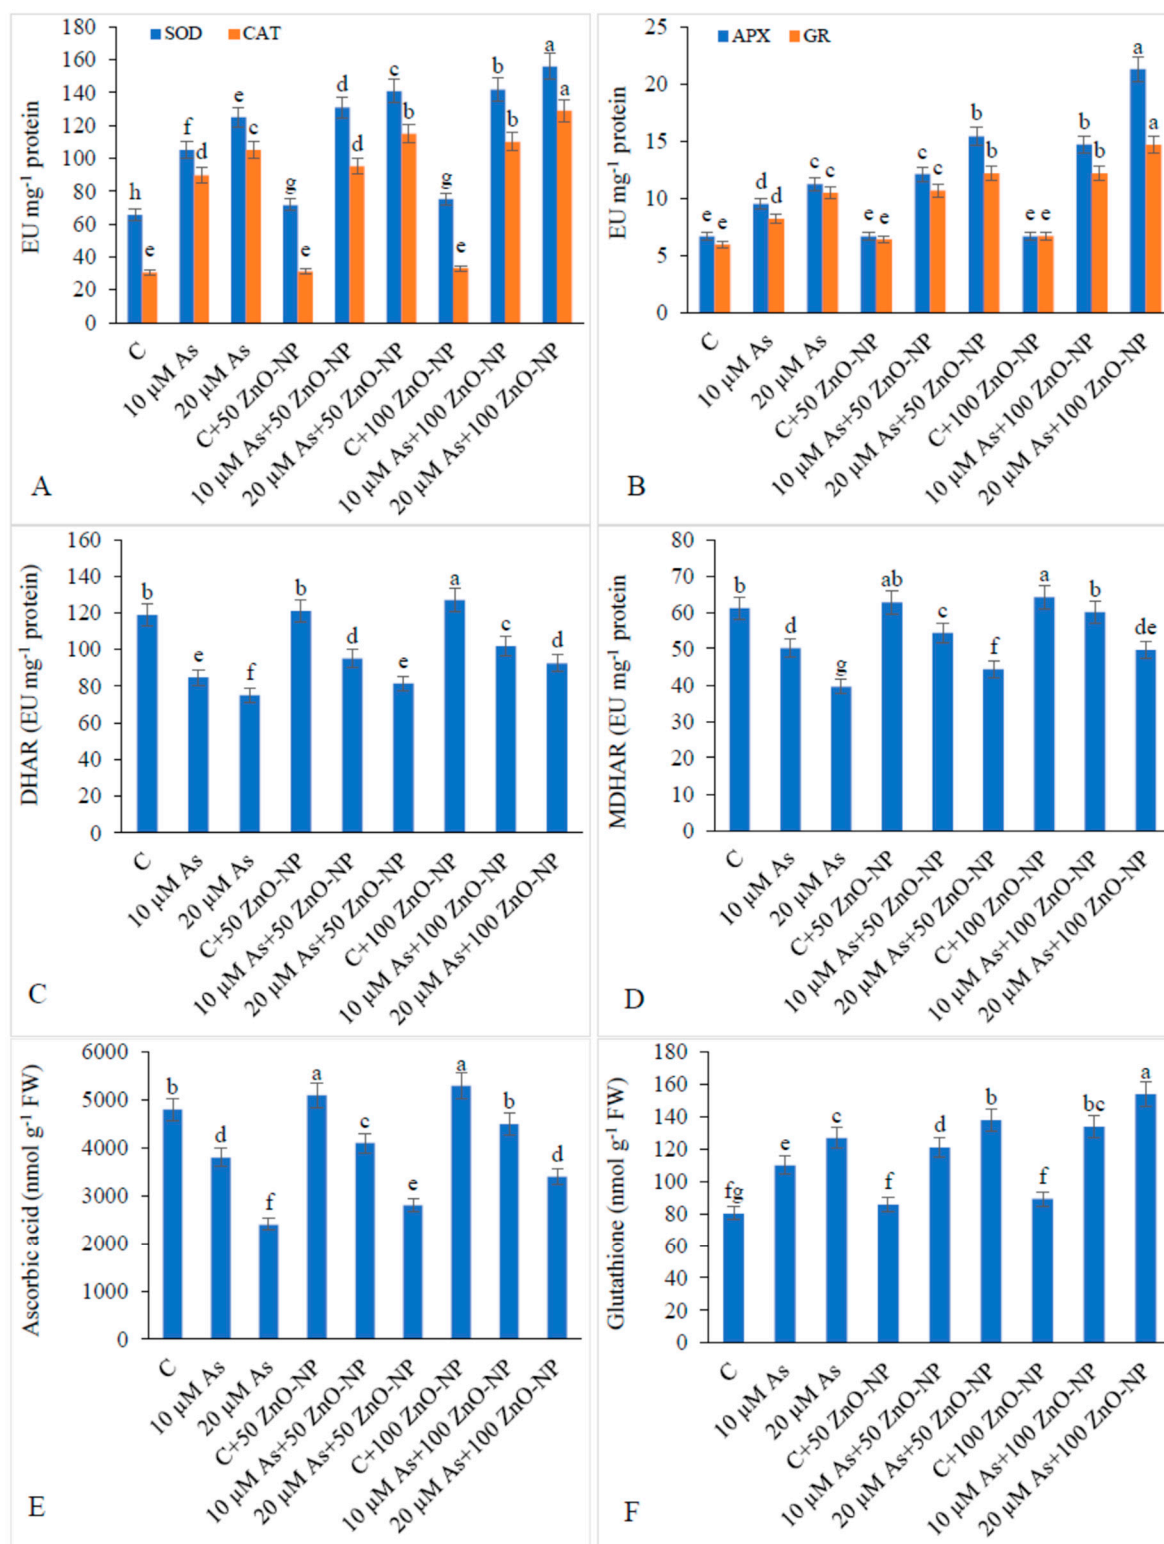 180
160
140
120
100
80
60
40
20
0
EU mg⁻¹ protein
SOD CAT
h e f d e c g e d d c b g e b b a a
C
10 µM As
20 µM As
C+50 ZnO-NP
10 µM As+50 ZnO-NP
20 µM As+50 ZnO-NP
C+100 ZnO-NP
10 µM As+100 ZnO-NP
20 µM As+100 ZnO-NP
A
25
20
15
10
5
0
EU mg⁻¹ protein
APX GR
e e d d c c e e c c b b e e b b a a
C
10 µM As
20 µM As
C+50 ZnO-NP
10 µM As+50 ZnO-NP
20 µM As+50 ZnO-NP
C+100 ZnO-NP
10 µM As+100 ZnO-NP
20 µM As+100 ZnO-NP
B
160
140
120
100
80
60
40
20
0
DHAR (EU mg⁻¹ protein)
b e f b d e a c d
C
10 µM As
20 µM As
C+50 ZnO-NP
10 µM As+50 ZnO-NP
20 µM As+50 ZnO-NP
C+100 ZnO-NP
10 µM As+100 ZnO-NP
20 µM As+100 ZnO-NP
C
80
70
60
50
40
30
20
10
0
MDHAR (EU mg⁻¹ protein
b d g ab c f a b de
C
10 µM As
20 µM As
C+50 ZnO-NP
10 µM As+50 ZnO-NP
20 µM As+50 ZnO-NP
C+100 ZnO-NP
10 µM As+100 ZnO-NP
20 µM As+100 ZnO-NP
D
6000
5000
4000
3000
2000
1000
0
Ascorbic acid (nmol g⁻¹ FW)
b d f a c e a b d
C
10 µM As
20 µM As
C+50 ZnO-NP
10 µM As+50 ZnO-NP
20 µM As+50 ZnO-NP
C+100 ZnO-NP
10 µM As+100 ZnO-NP
20 µM As+100 ZnO-NP
E
180
160
140
120
100
80
60
40
20
0
Glutathione (nmol g⁻¹ FW)
fg e c f d b f bc a
C
10 µM As
20 µM As
C+50 ZnO-NP
10 µM As+50 ZnO-NP
20 µM As+50 ZnO-NP
C+100 ZnO-NP
10 µM As+100 ZnO-NP
20 µM As+100 ZnO-NP
F